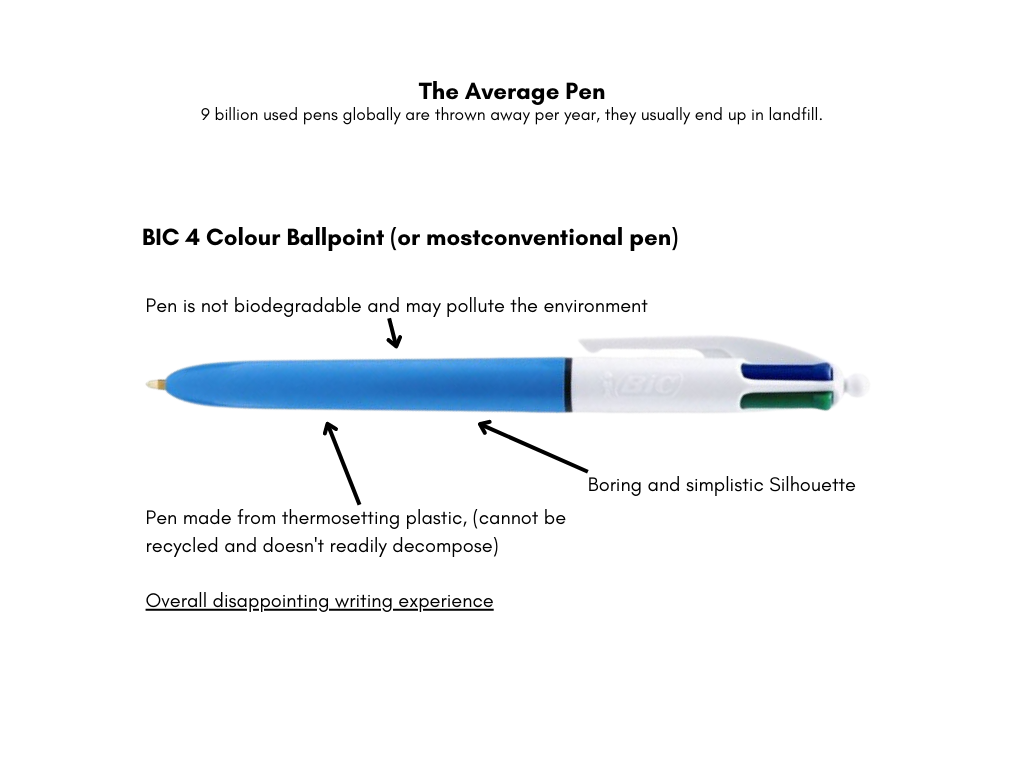 The Average Pen
9 billion used pens globally are thrown away per year, they usually end up in landfill.
BIC 4 Colour Ballpoint (or mostconventional pen)
Pen is not biodegradable and may pollute the environment
BiC
Boring and simplistic Silhouette
Pen made from thermosetting plastic, (cannot be
recycled and doesn't readily decompose)
Overall disappointing writing experience